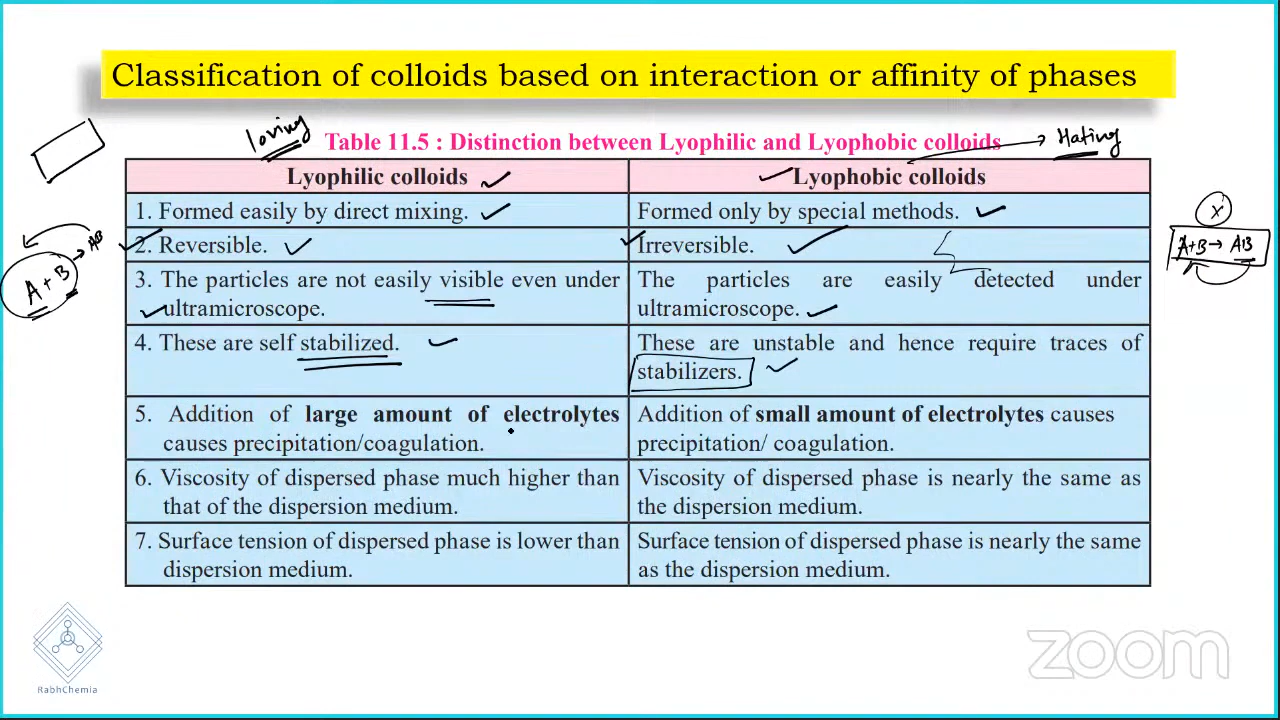 Classification of colloids based on interaction or affinity of phases
loving
Table 11.5 : Distinction between Lyophilic and Lyophobic colloids
Hating
Lyophilic colloids
Lyophobic colloids
1. Formed easily by direct mixing.
Formed only by special methods.
2. Reversible.
Irreversible.
3. The particles are not easily visible even under
ultramicroscope.
The particles are easily detected under
ultramicroscope.
4. These are self stabilized.
These are unstable and hence require traces of
stabilizers.
5. Addition of large amount of electrolytes
causes precipitation/coagulation.
Addition of small amount of electrolytes causes
precipitation/ coagulation.
6. Viscosity of dispersed phase much higher than
that of the dispersion medium.
Viscosity of dispersed phase is nearly the same as
the dispersion medium.
7. Surface tension of dispersed phase is lower than
dispersion medium.
Surface tension of dispersed phase is nearly the same
as the dispersion medium.
A + B → AB
X
A+B → AB
RabhChemia
zoom